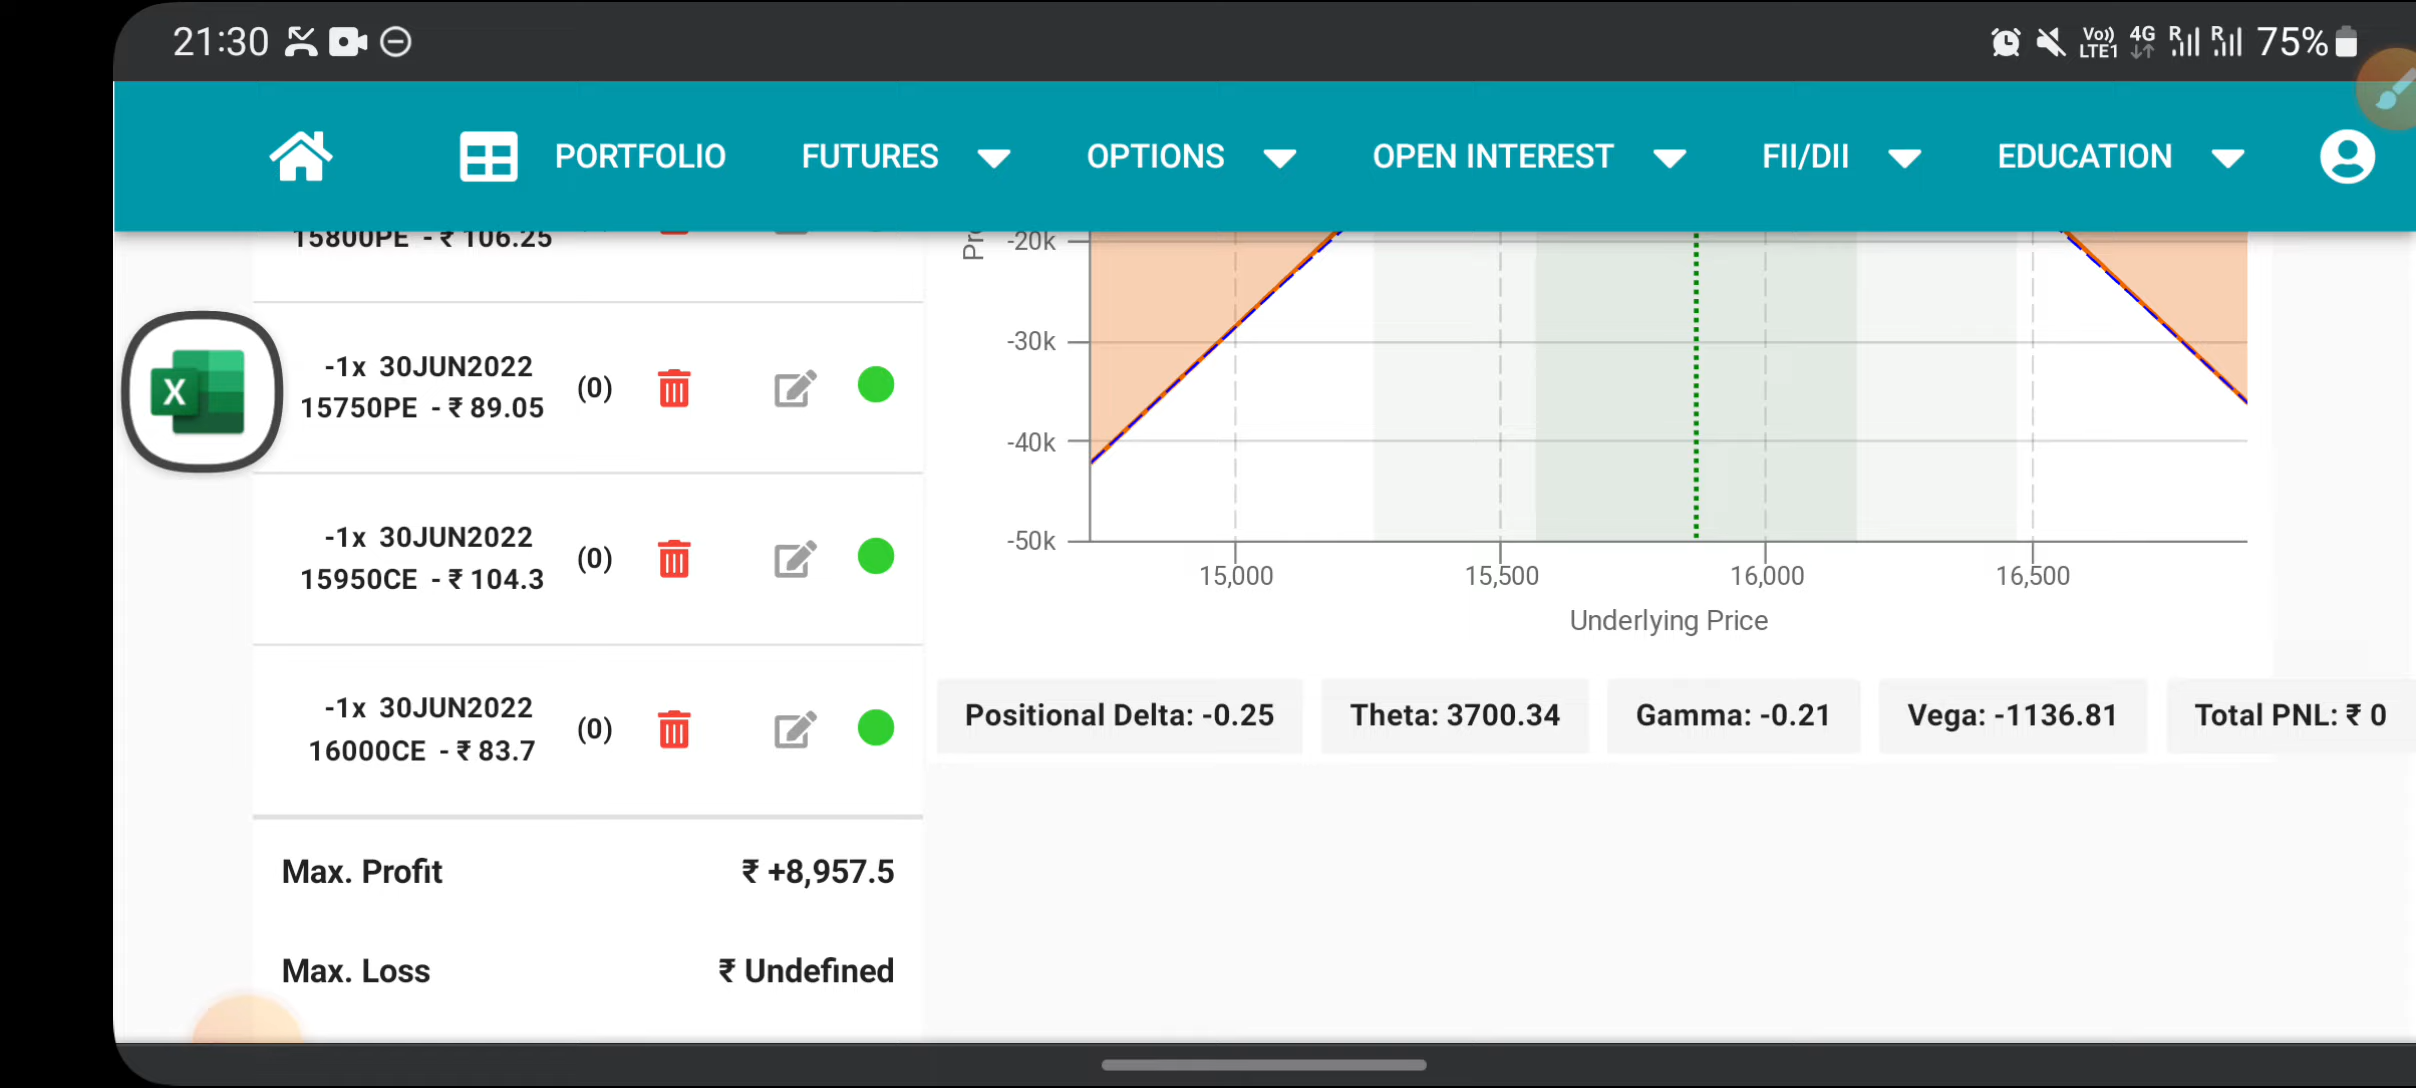 21:30
Vo)) LTE1 4G R R 75%
PORTFOLIO FUTURES OPTIONS OPEN INTEREST FII/DII EDUCATION
15800PE - ₹ 106.25
-1x 30JUN2022
15750PE - ₹ 89.05
(0)
X
-1x 30JUN2022
15950CE - ₹ 104.3
(0)
-1x 30JUN2022
16000CE - ₹ 83.7
(0)
Max. Profit ₹ +8,957.5
Max. Loss ₹ Undefined
-20k
-30k
-40k
-50k
15,000 15,500 16,000 16,500
Underlying Price
Positional Delta: -0.25 Theta: 3700.34 Gamma: -0.21 Vega: -1136.81 Total PNL: ₹ 0